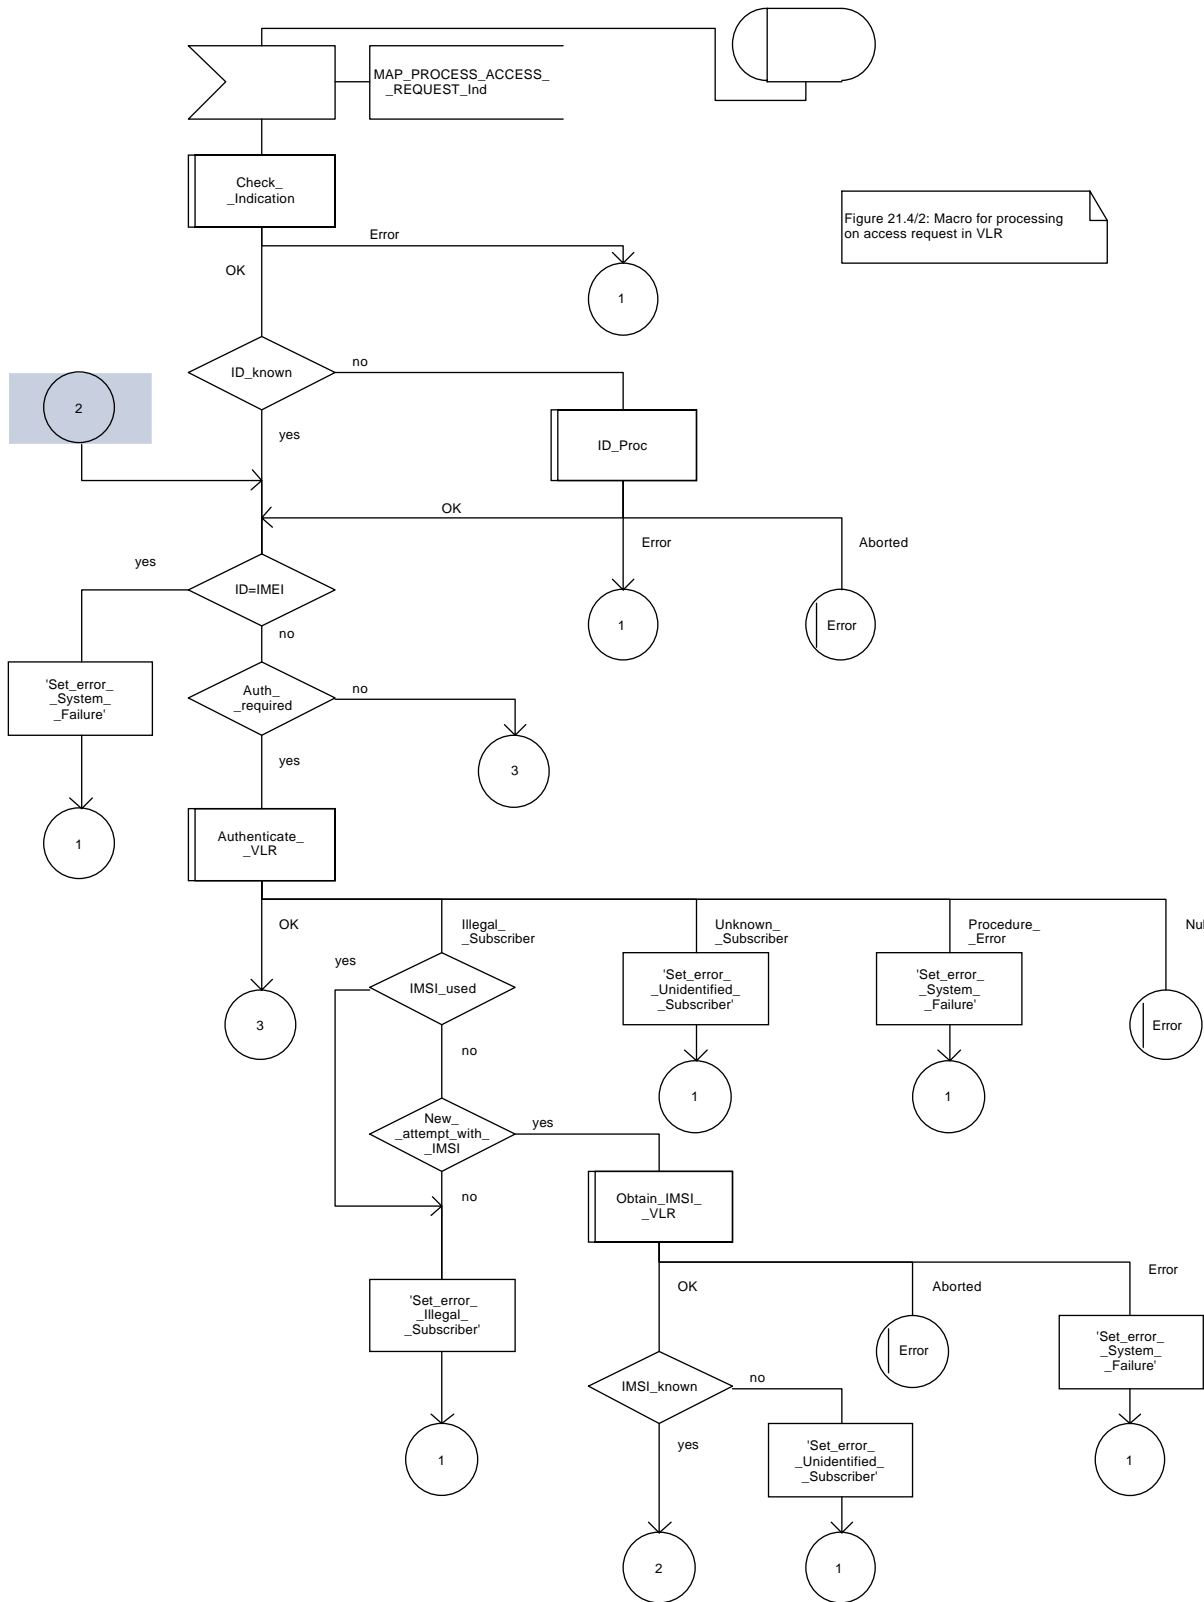 MAP_PROCESS_ACCESS_
_REQUEST_Ind
Check_
_Indication
Figure 21.4/2: Macro for processing
on access request in VLR
Error
OK
1
ID_known
no
2
yes
ID_Proc
OK
Error
Aborted
yes
ID=IMEI
1
Error
no
'Set_error_
_System_
_Failure'
Auth_
_required
no
yes
3
1
Authenticate_
_VLR
OK
Illegal_
_Subscriber
Unknown_
_Subscriber
Procedure_
_Error
Nul
yes
IMSI_used
'Set_error_
_Unidentified_
_Subscriber'
'Set_error_
_System_
_Failure'
3
Error
no
1
1
New_
_attempt_with_
_IMSI
yes
no
Obtain_IMSI_
_VLR
OK
Aborted
Error
'Set_error_
_Illegal_
_Subscriber'
Error
'Set_error_
_System_
_Failure'
IMSI_known
no
yes
'Set_error_
_Unidentified_
_Subscriber'
1
1
2
1